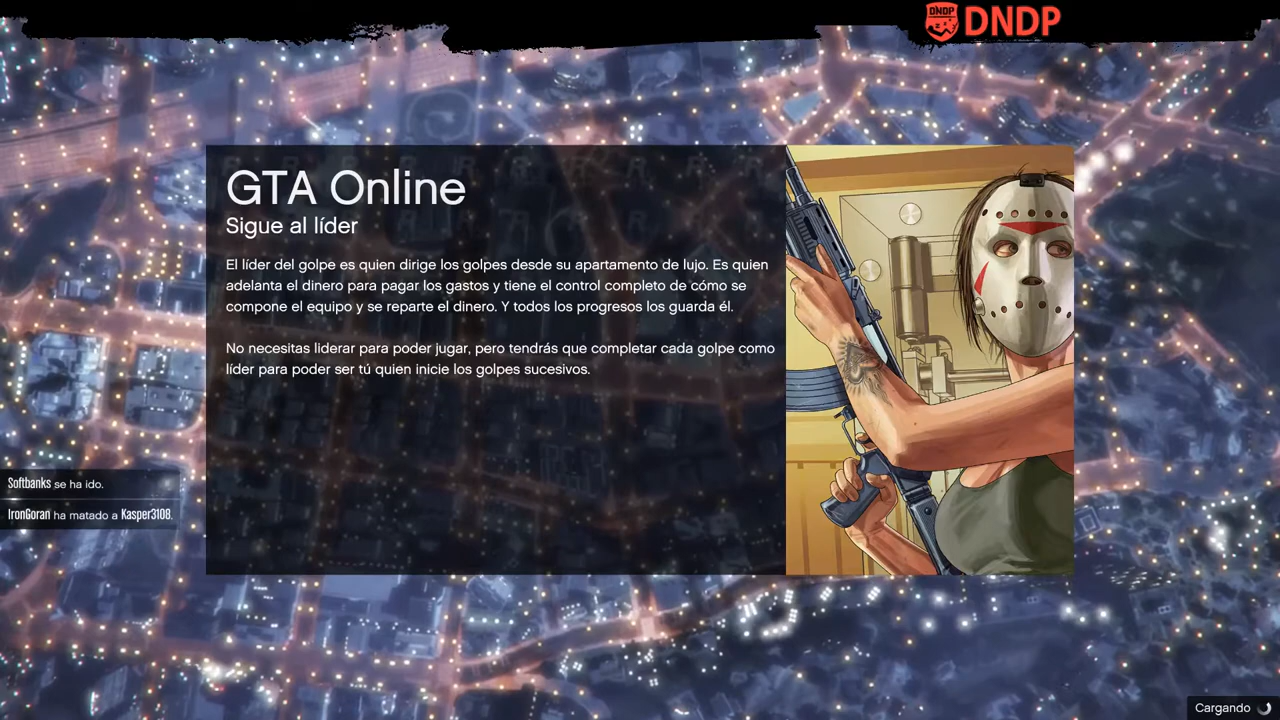 DNDP
DNDP
GTA Online
Sigue al líder
El líder del golpe es quien dirige los golpes desde su apartamento de lujo. Es quien
adelanta el dinero para pagar los gastos y tiene el control completo de cómo se
compone el equipo y se reparte el dinero. Y todos los progresos los guarda él.
No necesitas liderar para poder jugar, pero tendrás que completar cada golpe como
líder para poder ser tú quien inicie los golpes sucesivos.
Softbanks se ha ido.
IronGoran ha matado a Kasper3108.
Cargando